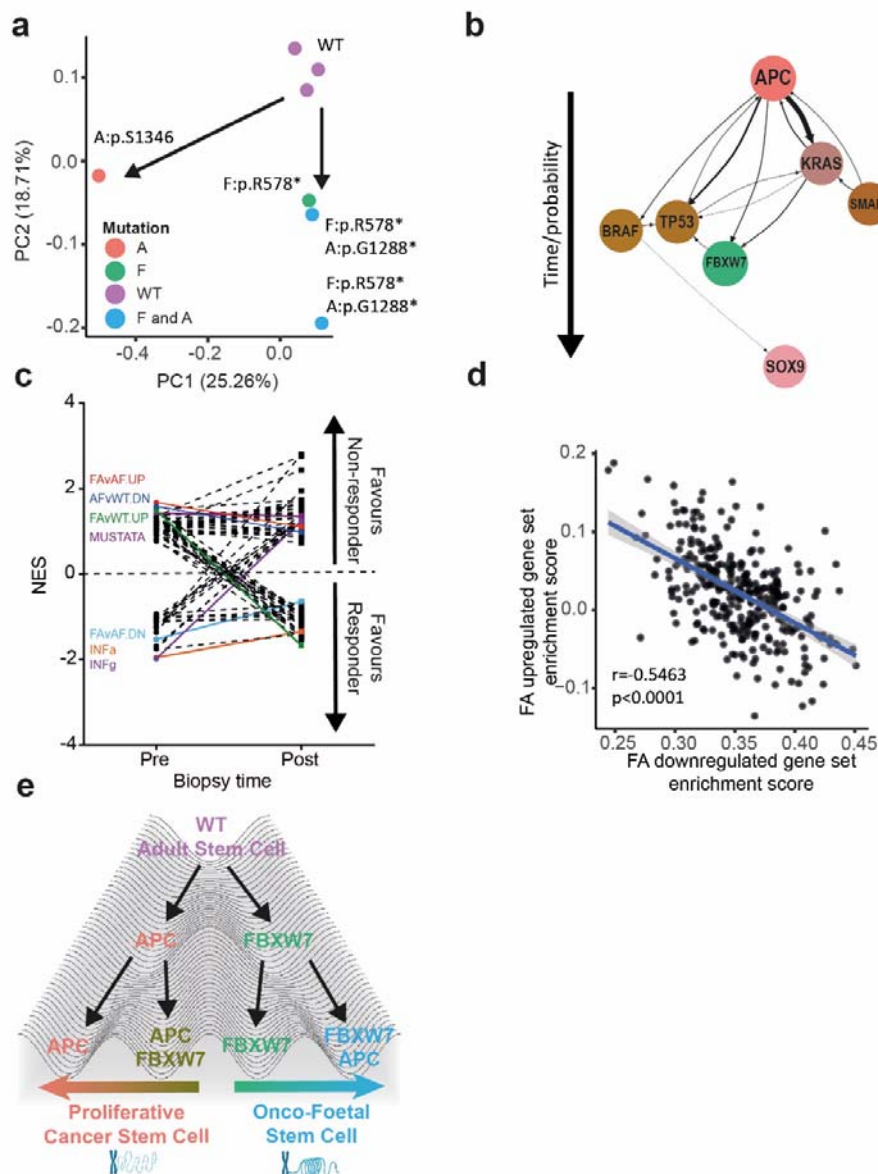 a
WT
A:p.S1346
F:p.R578*
F:p.R578*
A:p.G1288*
F:p.R578*
A:p.G1288*
Mutation
A
F
WT
F and A
0.1
0.0
-0.1
-0.2
PC2 (18.71%)
-0.4
-0.2
0.0
PC1 (25.26%)
b
Time/probability
APC
KRAS
BRAF
TP53
FBXW7
SOX9
c
4
2
0
-2
-4
NES
FAvAF.UP
AFvWT.DN
FAvWT.UP
MUSTATA
FAvAF.DN
INFa
INFg
Favours
Non-responder
Favours
Responder
Pre
Post
Biopsy time
d
0.2
0.1
0.0
-0.1
FA upregulated gene set
enrichment score
r=-0.5463
p<0.0001
0.25
0.30
0.35
0.40
0.45
FA downregulated gene set
enrichment score
e
WT
Adult Stem Cell
APC
FBXW7
APC
APC
FBXW7
FBXW7
FBXW7
APC
Proliferative
Cancer Stem Cell
Onco-Foetal
Stem Cell